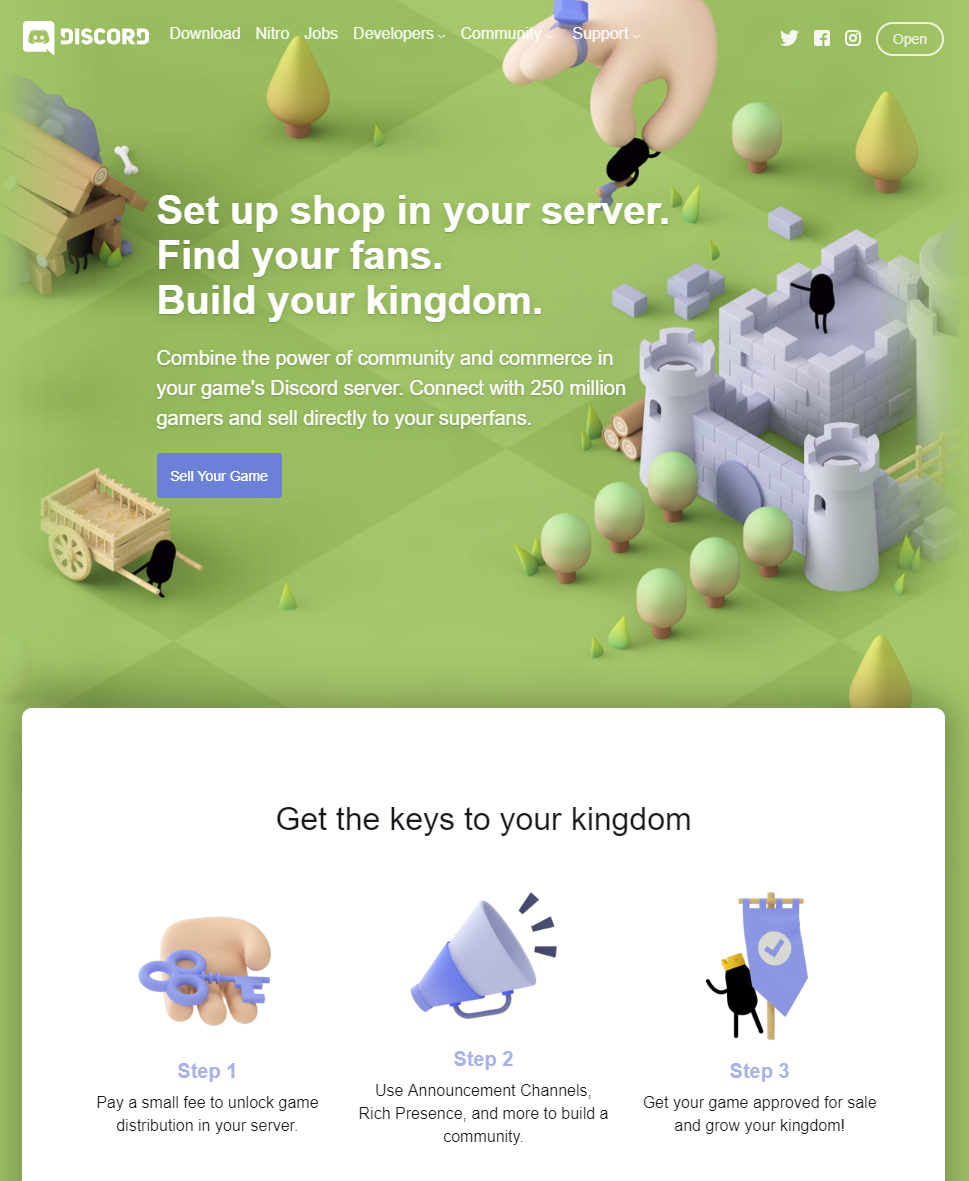 DISCORD Download Nitro Jobs Developers Community Support Open
Set up shop in your server.
Find your fans.
Build your kingdom.
Combine the power of community and commerce in
your game's Discord server. Connect with 250 million
gamers and sell directly to your superfans.
Sell Your Game
Get the keys to your kingdom
Step 1
Pay a small fee to unlock game
distribution in your server.
Step 2
Use Announcement Channels,
Rich Presence, and more to build a
community.
Step 3
Get your game approved for sale
and grow your kingdom!